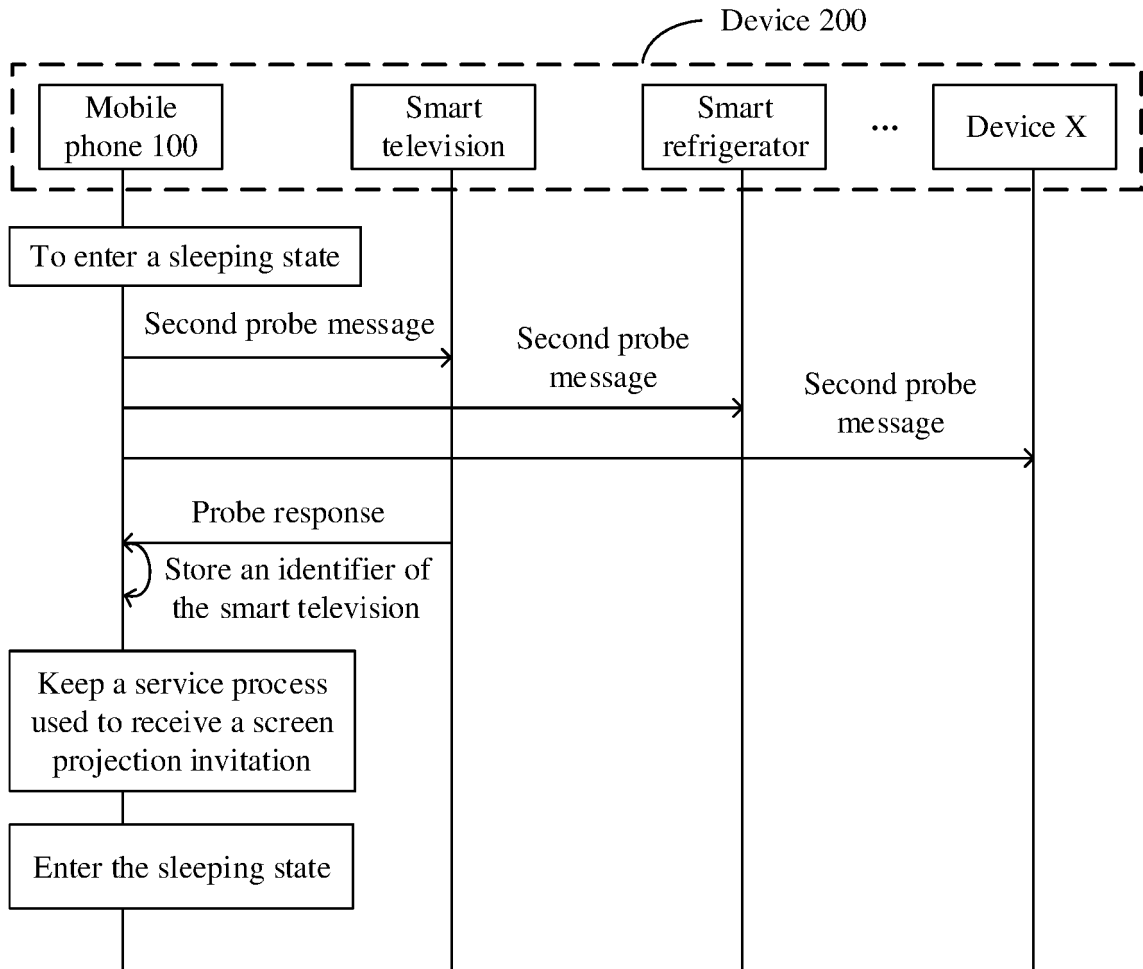 Device 200
Mobile
phone 100
Smart
television
Smart
refrigerator
...
Device X
To enter a sleeping state
Second probe message
Second probe
message
Second probe
message
Probe response
Store an identifier of
the smart television
Keep a service process
used to receive a screen
projection invitation
Enter the sleeping state